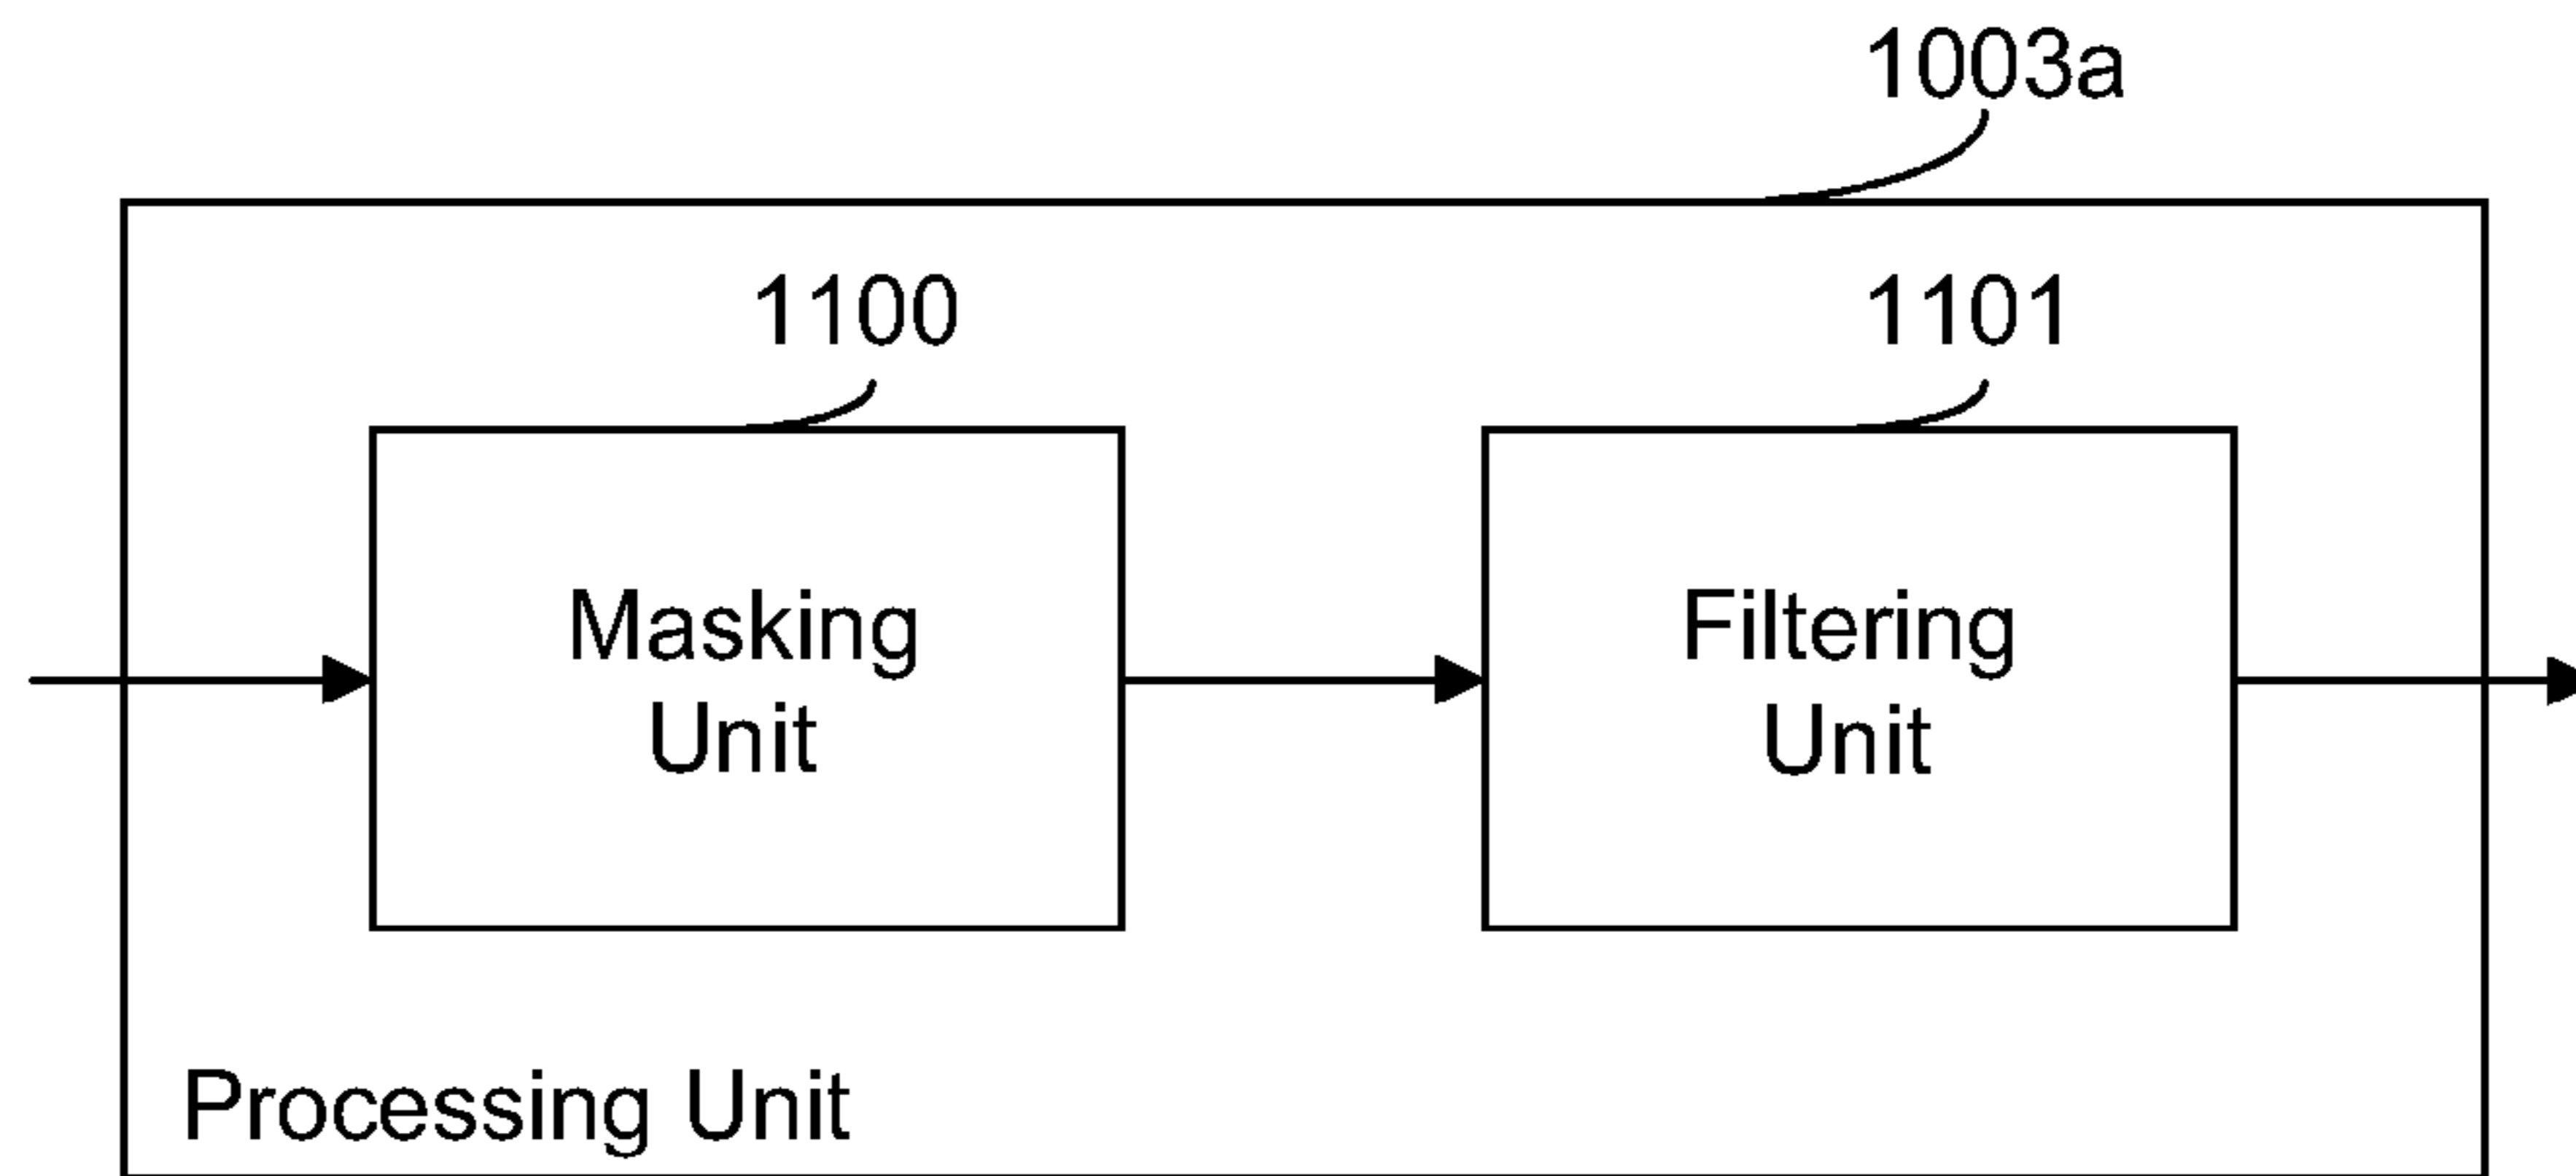 1003a
1100
1101
Masking
Unit
Filtering
Unit
Processing Unit